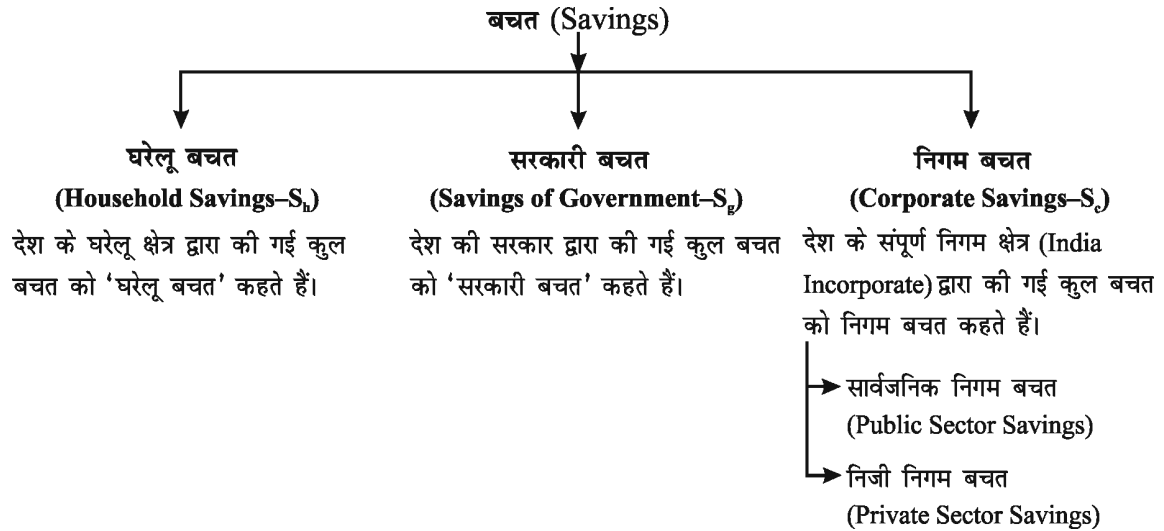 बचत (Savings)
घरेलू बचत
(Household Savings–Sh)
देश के घरेलू क्षेत्र द्वारा की गई कुल
बचत को ‘घरेलू बचत’ कहते हैं।
सरकारी बचत
(Savings of Government–Sg)
देश की सरकार द्वारा की गई कुल बचत
को ‘सरकारी बचत’ कहते हैं।
निगम बचत
(Corporate Savings–Sc)
देश के संपूर्ण निगम क्षेत्र (India
Incorporate) द्वारा की गई कुल बचत
को निगम बचत कहते हैं।
सार्वजनिक निगम बचत
(Public Sector Savings)
निजी निगम बचत
(Private Sector Savings)